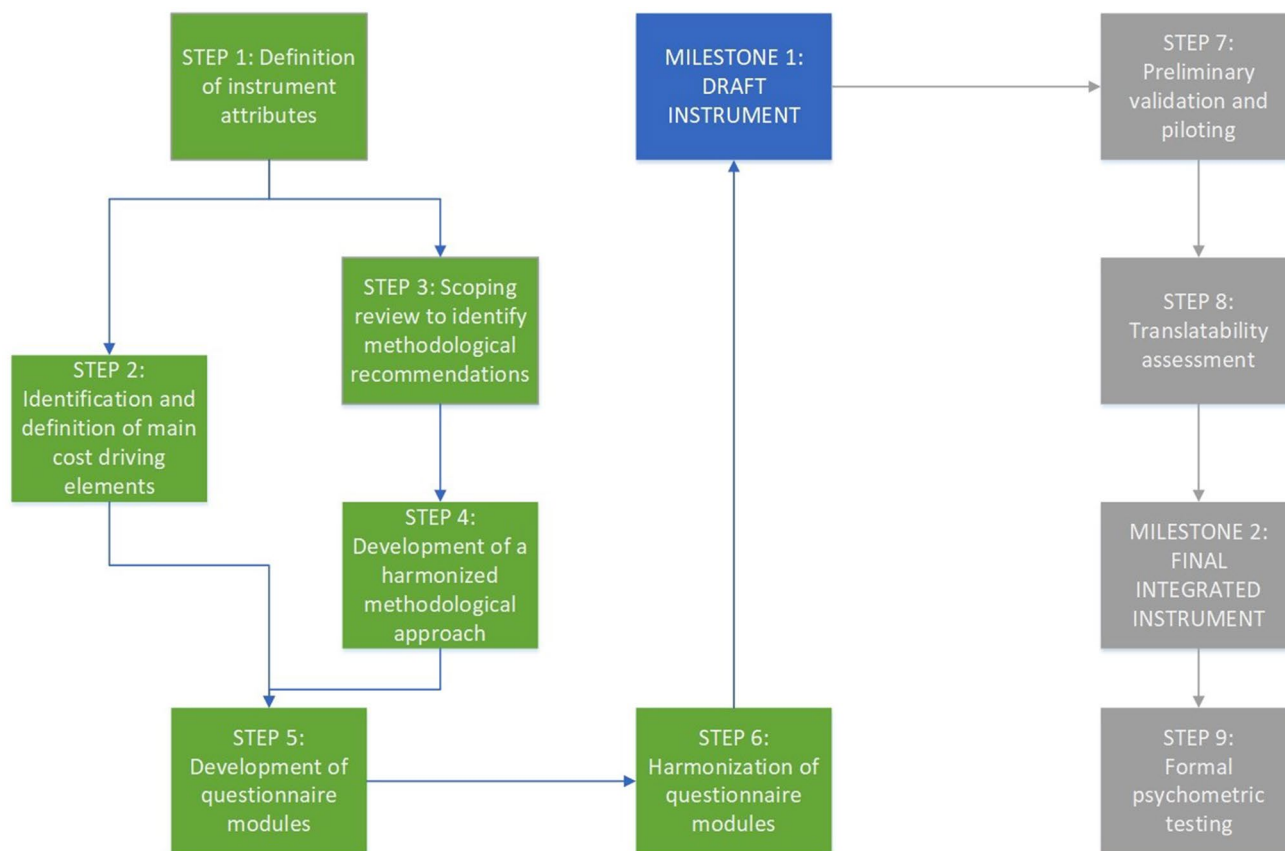 STEP 1: Definition
of instrument
attributes
STEP 2:
Identification and
definition of main
cost driving
elements
STEP 3: Scoping
review to identify
methodological
recommendations
STEP 4:
Development of a
harmonized
methodological
approach
STEP 5:
Development of
questionnaire
modules
STEP 6:
Harmonization of
questionnaire
modules
MILESTONE 1:
DRAFT
INSTRUMENT
STEP 7:
Preliminary
validation and
piloting
STEP 8:
Translatability
assessment
MILESTONE 2:
FINAL
INTEGRATED
INSTRUMENT
STEP 9:
Formal
psychometric
testing